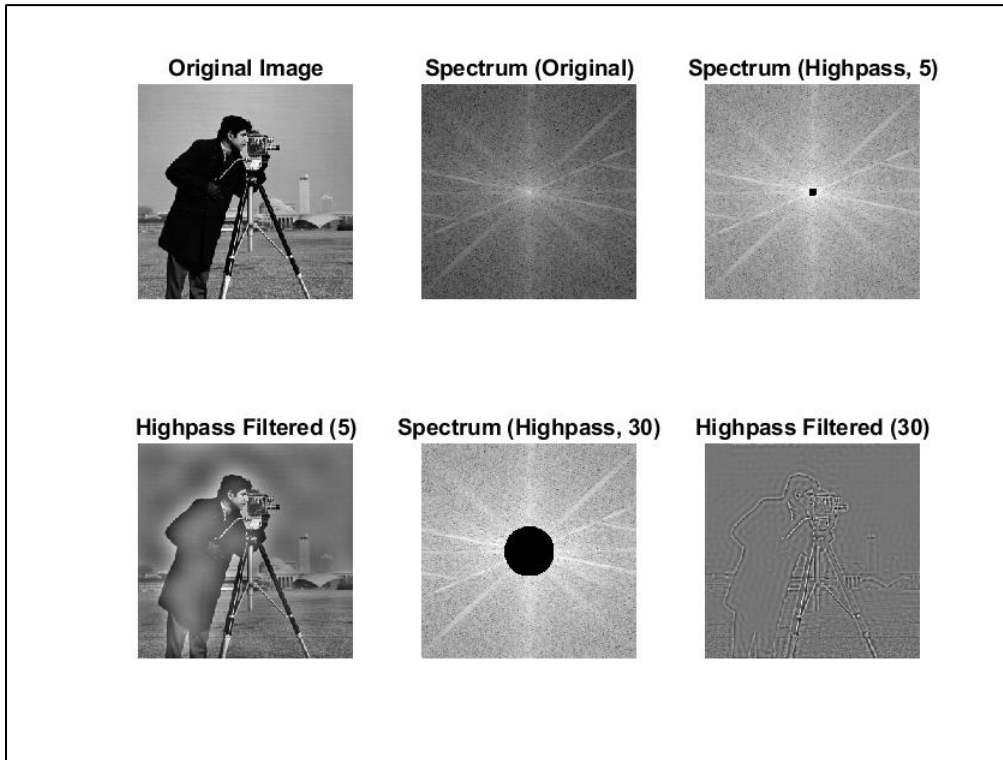 Original Image
Spectrum (Original)
Spectrum (Highpass, 5)
Highpass Filtered (5)
Spectrum (Highpass, 30)
Highpass Filtered (30)